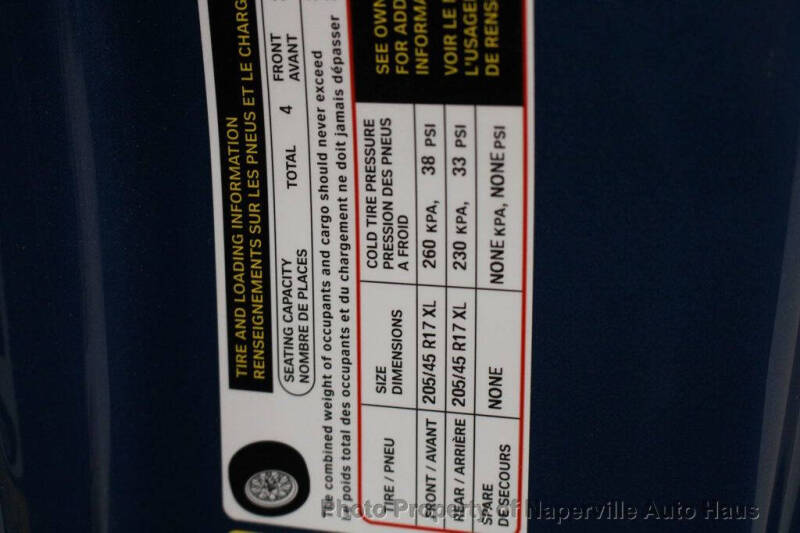 TIRE AND LOADING INFORMATION
RENSEIGNEMENTS SUR LES PNEUS ET LE CHARG
SEATING CAPACITY
NOMBRE DE PLACES
TOTAL 4
FRONT
AVANT
The combined weight of occupants and cargo should never exceed
Le poids total des occupants et du chargement ne doit jamais dépasser
TIRE / PNEU
SIZE
DIMENSIONS
COLD TIRE PRESSURE
PRESSION DES PNEUS
A FROID
FRONT / AVANT 205/45 R17 XL 260 KPA, 38 PSI
REAR / ARRIÈRE 205/45 R17 XL 230 KPA, 33 PSI
SPARE
DE SECOURS
NONE NONE KPA, NONE PSI
SEE OWN
FOR ADD
INFORMA
VOIR LE
L'USAGE
DE RENS
Photo Property of Naperville Auto Haus